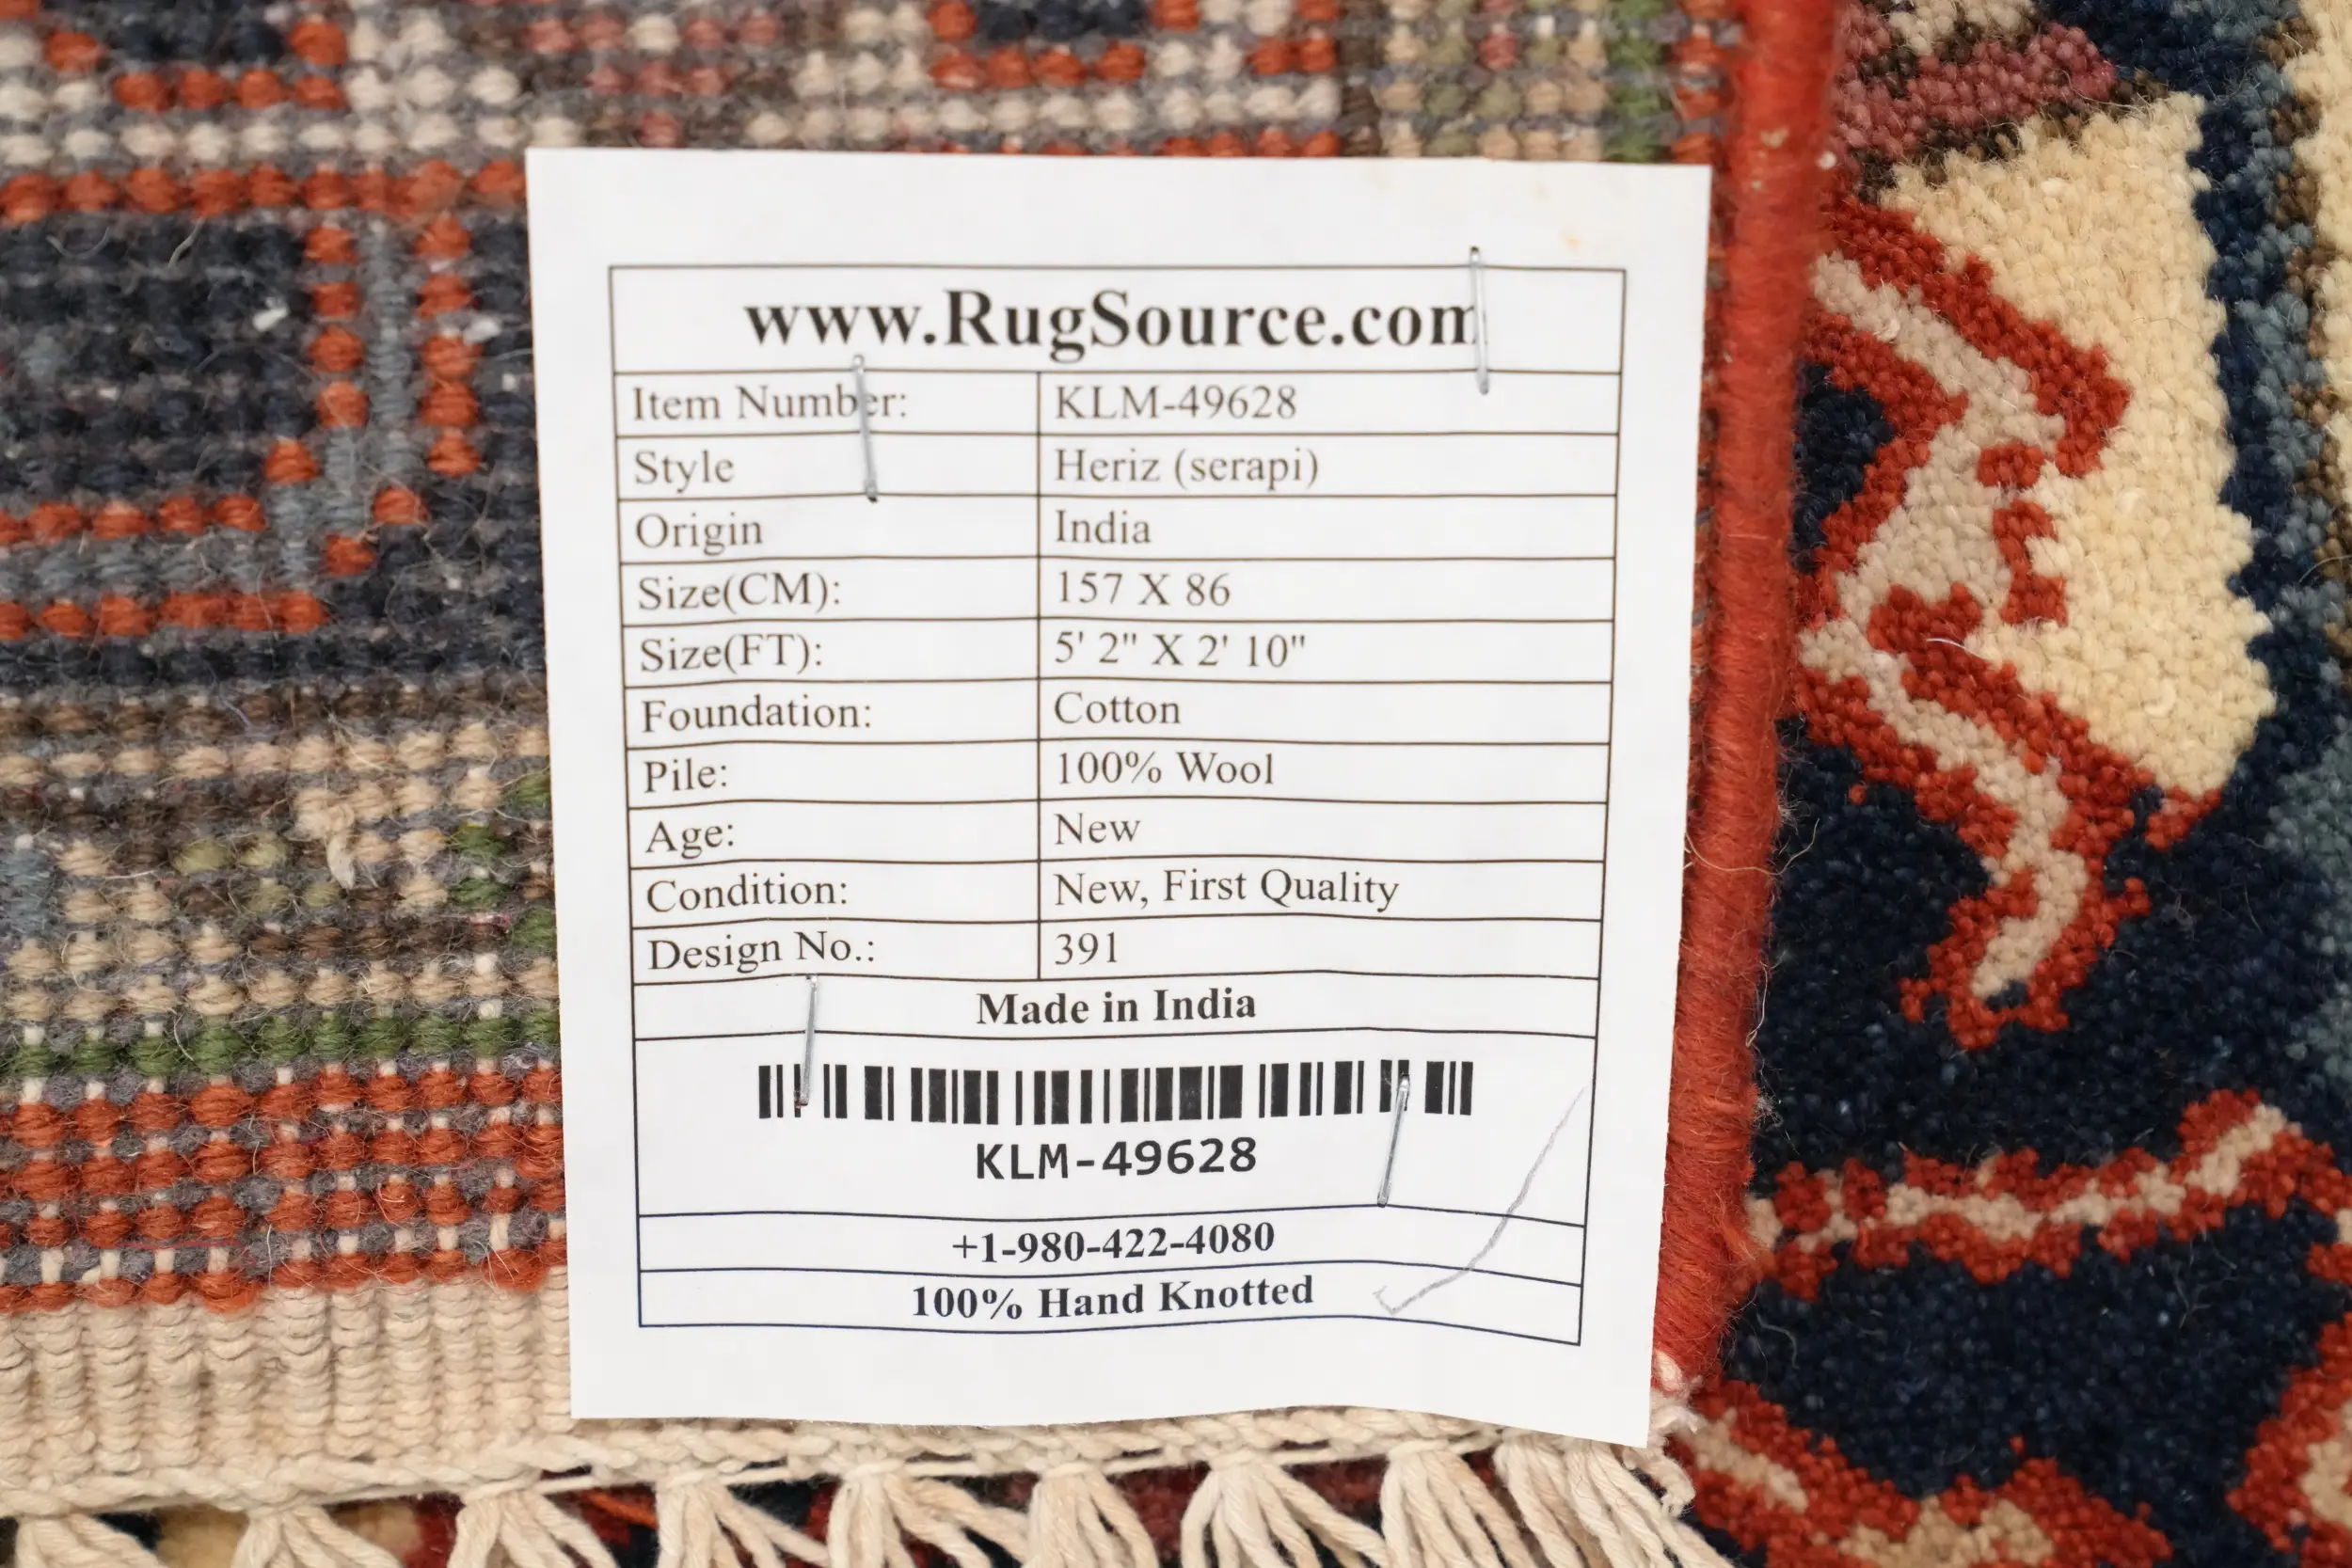 www.RugSource.com
Item Number: KLM-49628
Style Heriz (serapi)
Origin India
Size(CM): 157 X 86
Size(FT): 5' 2" X 2' 10"
Foundation: Cotton
Pile: 100% Wool
Age: New
Condition: New, First Quality
Design No.: 391
Made in India
KLM-49628
+1-980-422-4080
100% Hand Knotted